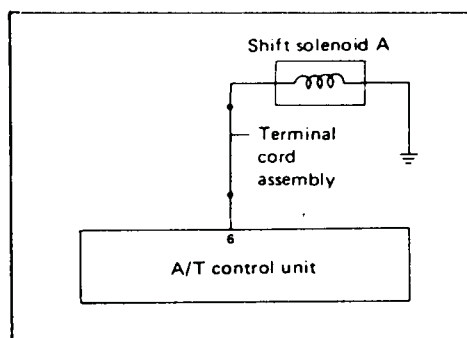 Shift solenoid A
Terminal
cord
assembly
6
A/T control unit